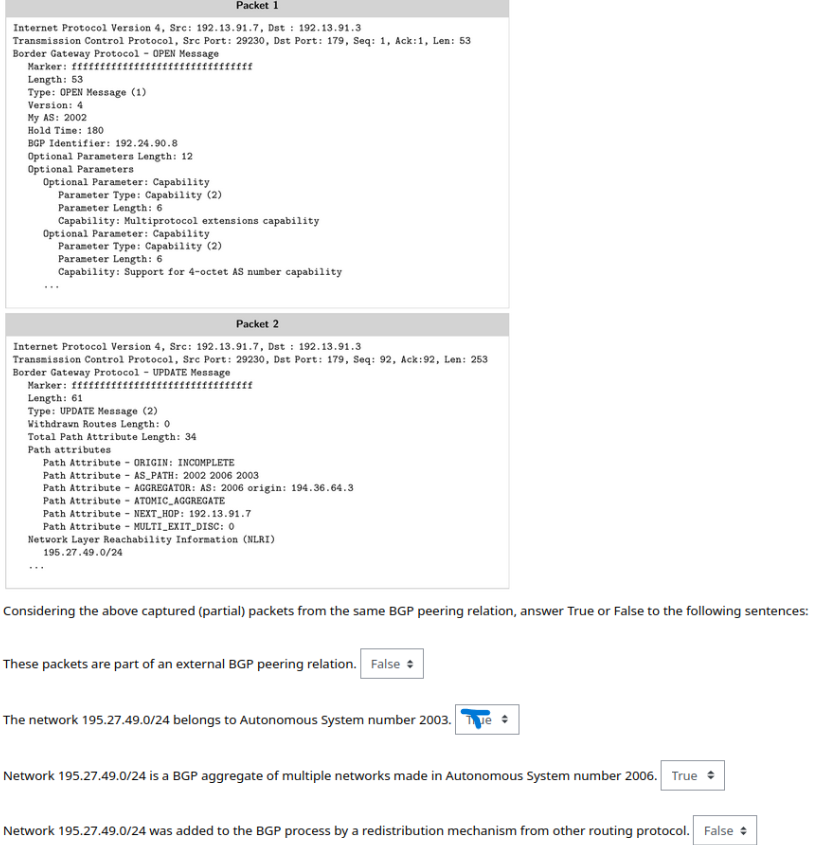 Packet 1
Internet Protocol Version 4, Src: 192.13.91.7, Dst : 192.13.91.3
Transmission Control Protocol, Src Port: 29230, Dst Port: 179, Seq: 1, Ack:1, Len: 53
Border Gateway Protocol - OPEN Message
Marker: ffffffffffffffffffffffffffffffff
Length: 53
Type: OPEN Message (1)
Version: 4
My AS: 2002
Hold Time: 180
BGP Identifier: 192.24.90.8
Optional Parameters Length: 12
Optional Parameters
Optional Parameter: Capability
Parameter Type: Capability (2)
Parameter Length: 6
Capability: Multiprotocol extensions capability
Optional Parameter: Capability
Parameter Type: Capability (2)
Parameter Length: 6
Capability: Support for 4-octet AS number capability
...
Packet 2
Internet Protocol Version 4, Src: 192.13.91.7, Dst : 192.13.91.3
Transmission Control Protocol, Src Port: 29230, Dst Port: 179, Seq: 92, Ack:92, Len: 253
Border Gateway Protocol - UPDATE Message
Marker: ffffffffffffffffffffffffffffffff
Length: 61
Type: UPDATE Message (2)
Withdrawn Routes Length: 0
Total Path Attribute Length: 34
Path attributes
Path Attribute - ORIGIN: INCOMPLETE
Path Attribute - AS_PATH: 2002 2006 2003
Path Attribute - AGGREGATOR: AS: 2006 origin: 194.36.64.3
Path Attribute - ATOMIC_AGGREGATE
Path Attribute - NEXT_HOP: 192.13.91.7
Path Attribute - MULTI_EXIT_DISC: 0
Network Layer Reachability Information (NLRI)
195.27.49.0/24
...
Considering the above captured (partial) packets from the same BGP peering relation, answer True or False to the following sentences:
These packets are part of an external BGP peering relation. False
The network 195.27.49.0/24 belongs to Autonomous System number 2003. True
Network 195.27.49.0/24 is a BGP aggregate of multiple networks made in Autonomous System number 2006. True
Network 195.27.49.0/24 was added to the BGP process by a redistribution mechanism from other routing protocol. False